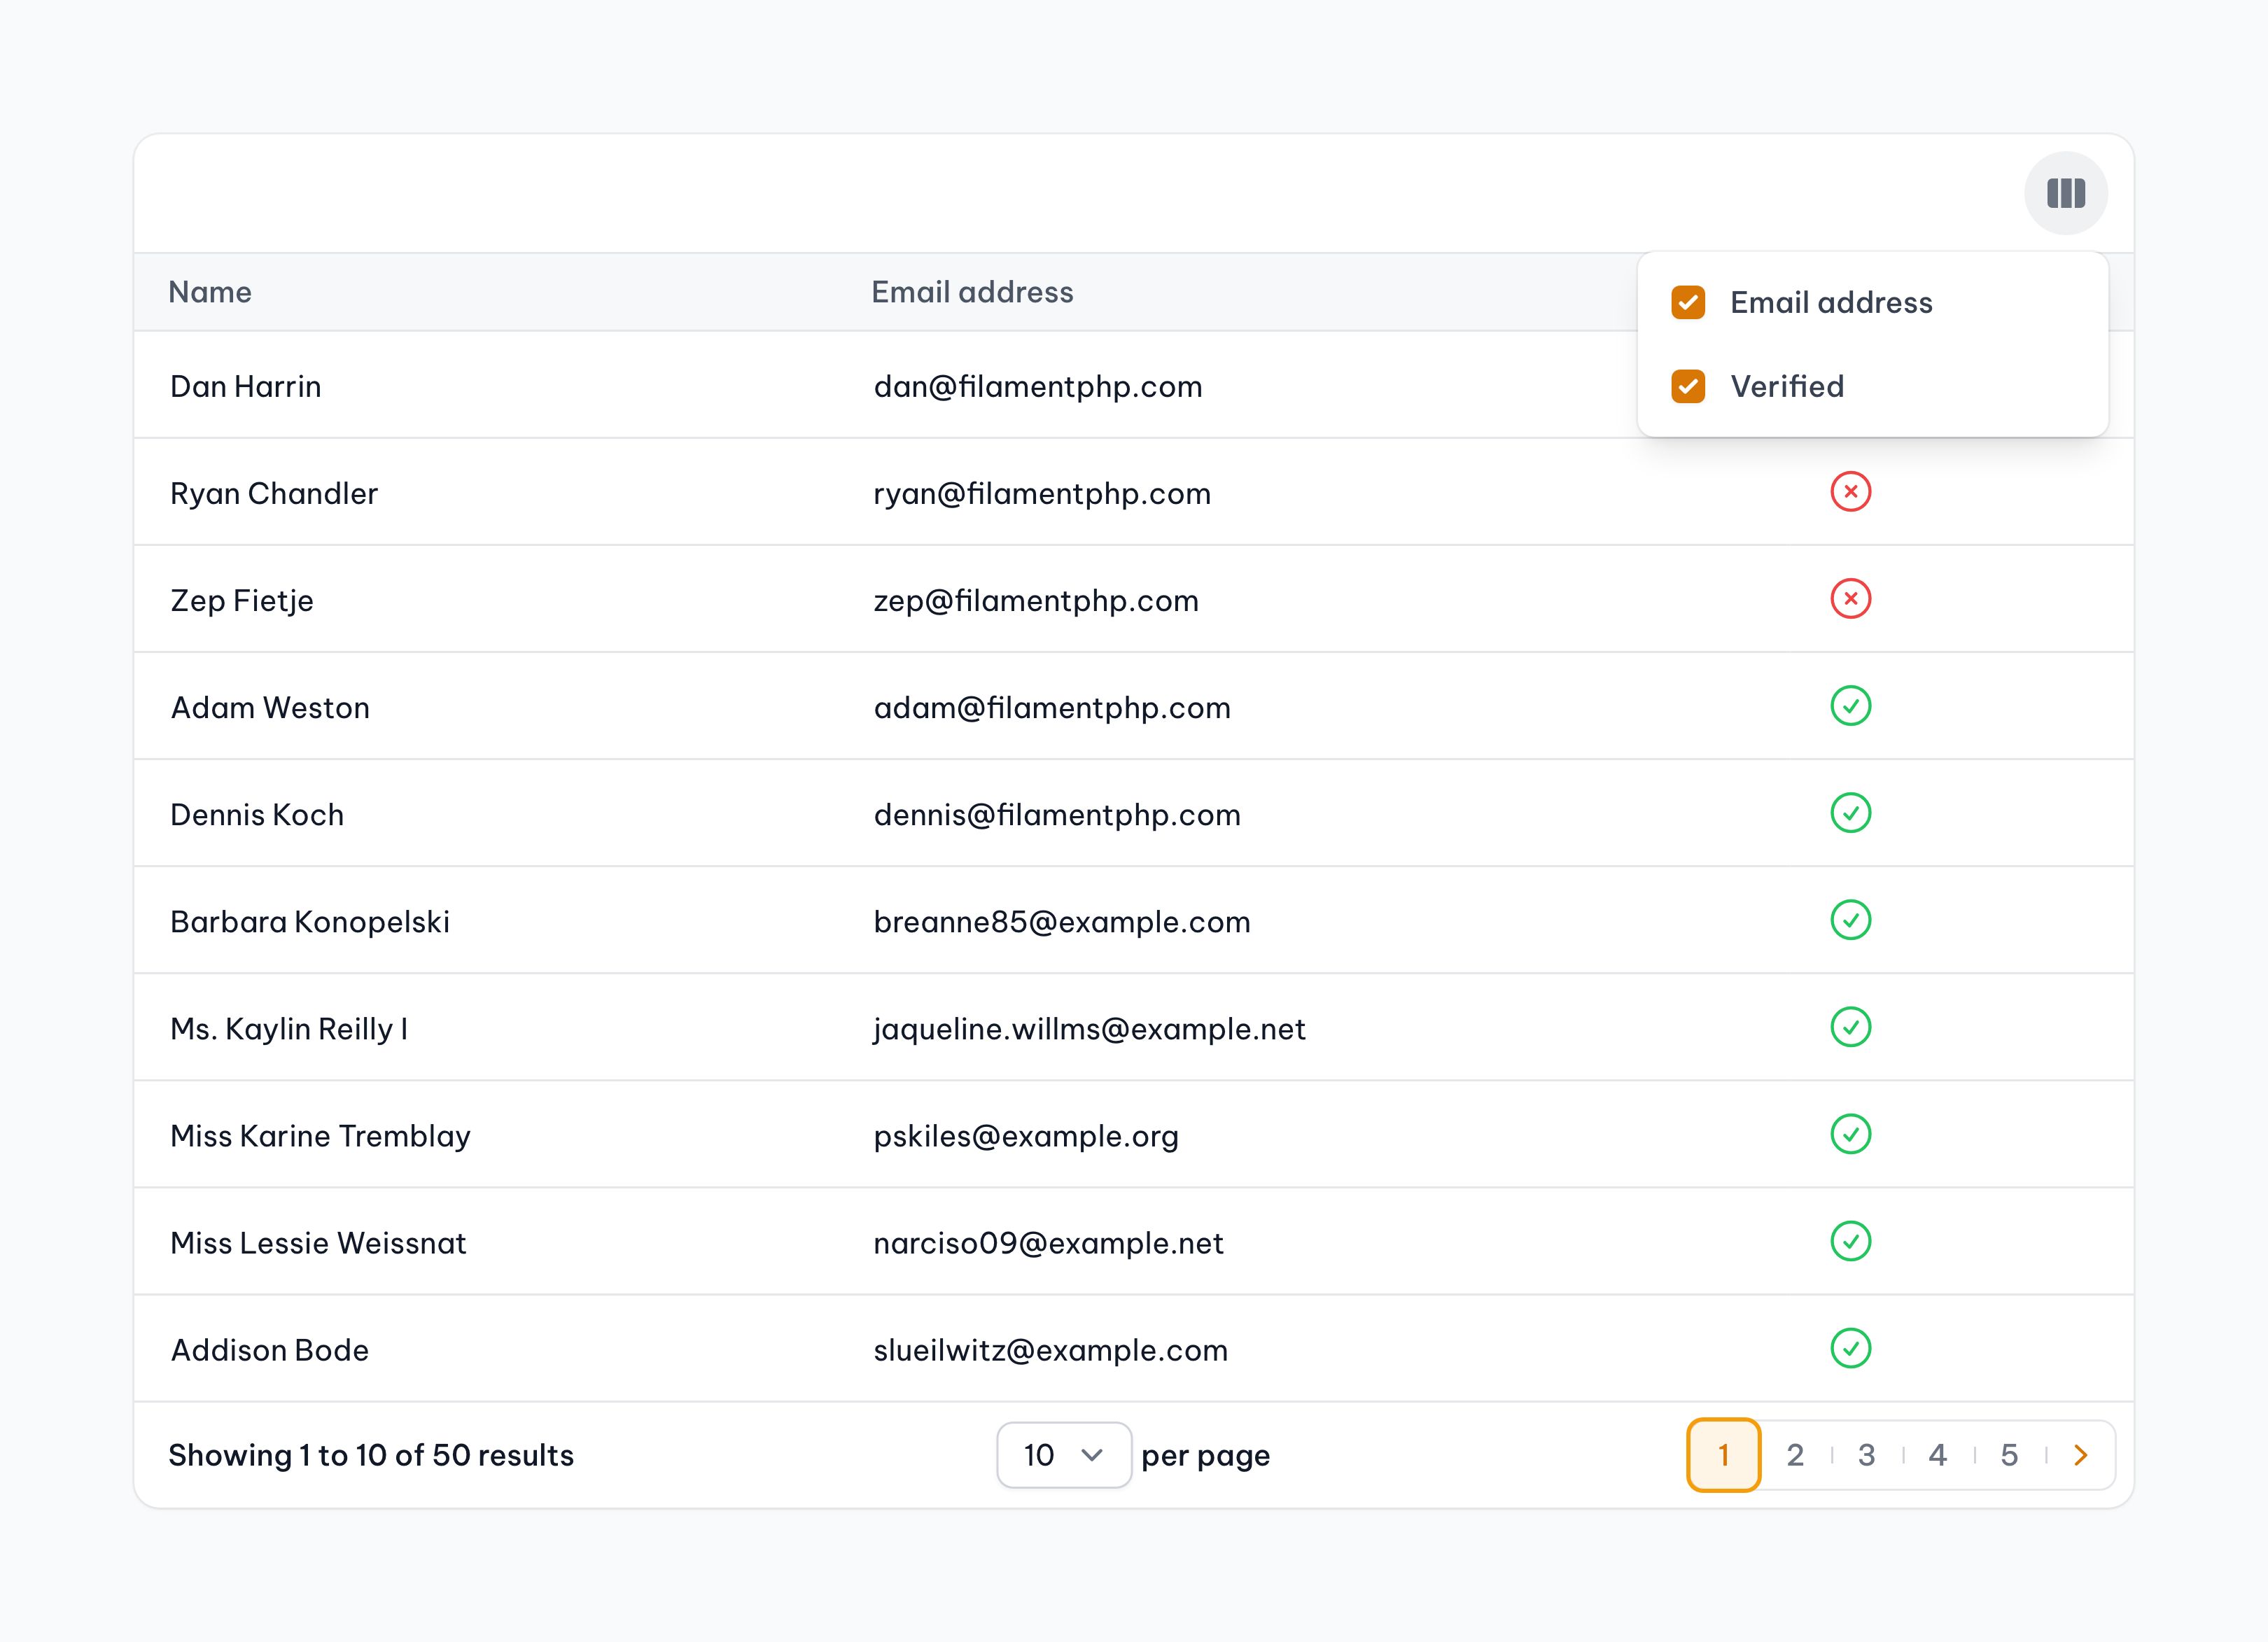 Name Email address
Email address
Dan Harrin dan@filamentphp.com Verified
Ryan Chandler ryan@filamentphp.com
Zep Fietje zep@filamentphp.com
Adam Weston adam@filamentphp.com
Dennis Koch dennis@filamentphp.com
Barbara Konopelski breanne85@example.com
Ms. Kaylin Reilly I jaqueline.willms@example.net
Miss Karine Tremblay pskiles@example.org
Miss Lessie Weissnat narciso09@example.net
Addison Bode slueilwitz@example.com
Showing 1 to 10 of 50 results 10 per page 1 2 3 4 5